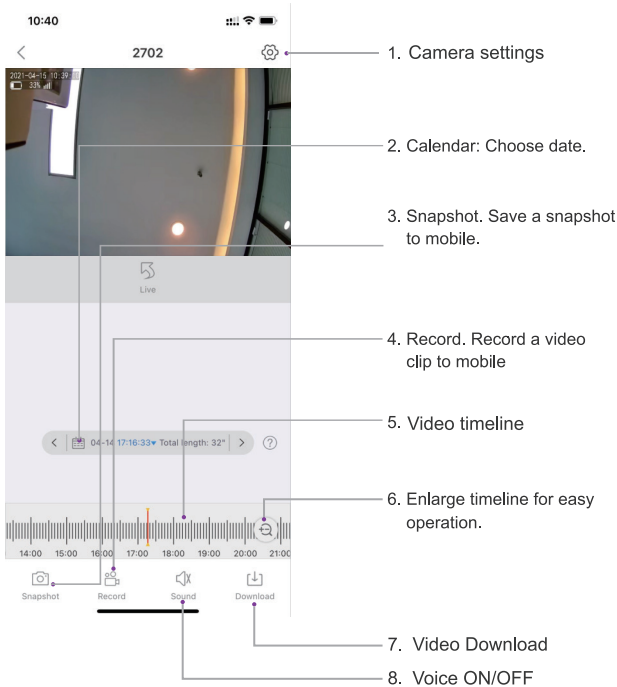 10:40
2702
1. Camera settings
2021-04-15 10:39
33%
2. Calendar: Choose date.
3. Snapshot. Save a snapshot
to mobile.
Live
4. Record. Record a video
clip to mobile
5. Video timeline
04-14 17:16:33 Total length: 32"
?
6. Enlarge timeline for easy
operation.
14:00 15:00 16:00 17:00 18:00 19:00 20:00 21:00
Snapshot Record Sound Download
7. Video Download
8. Voice ON/OFF